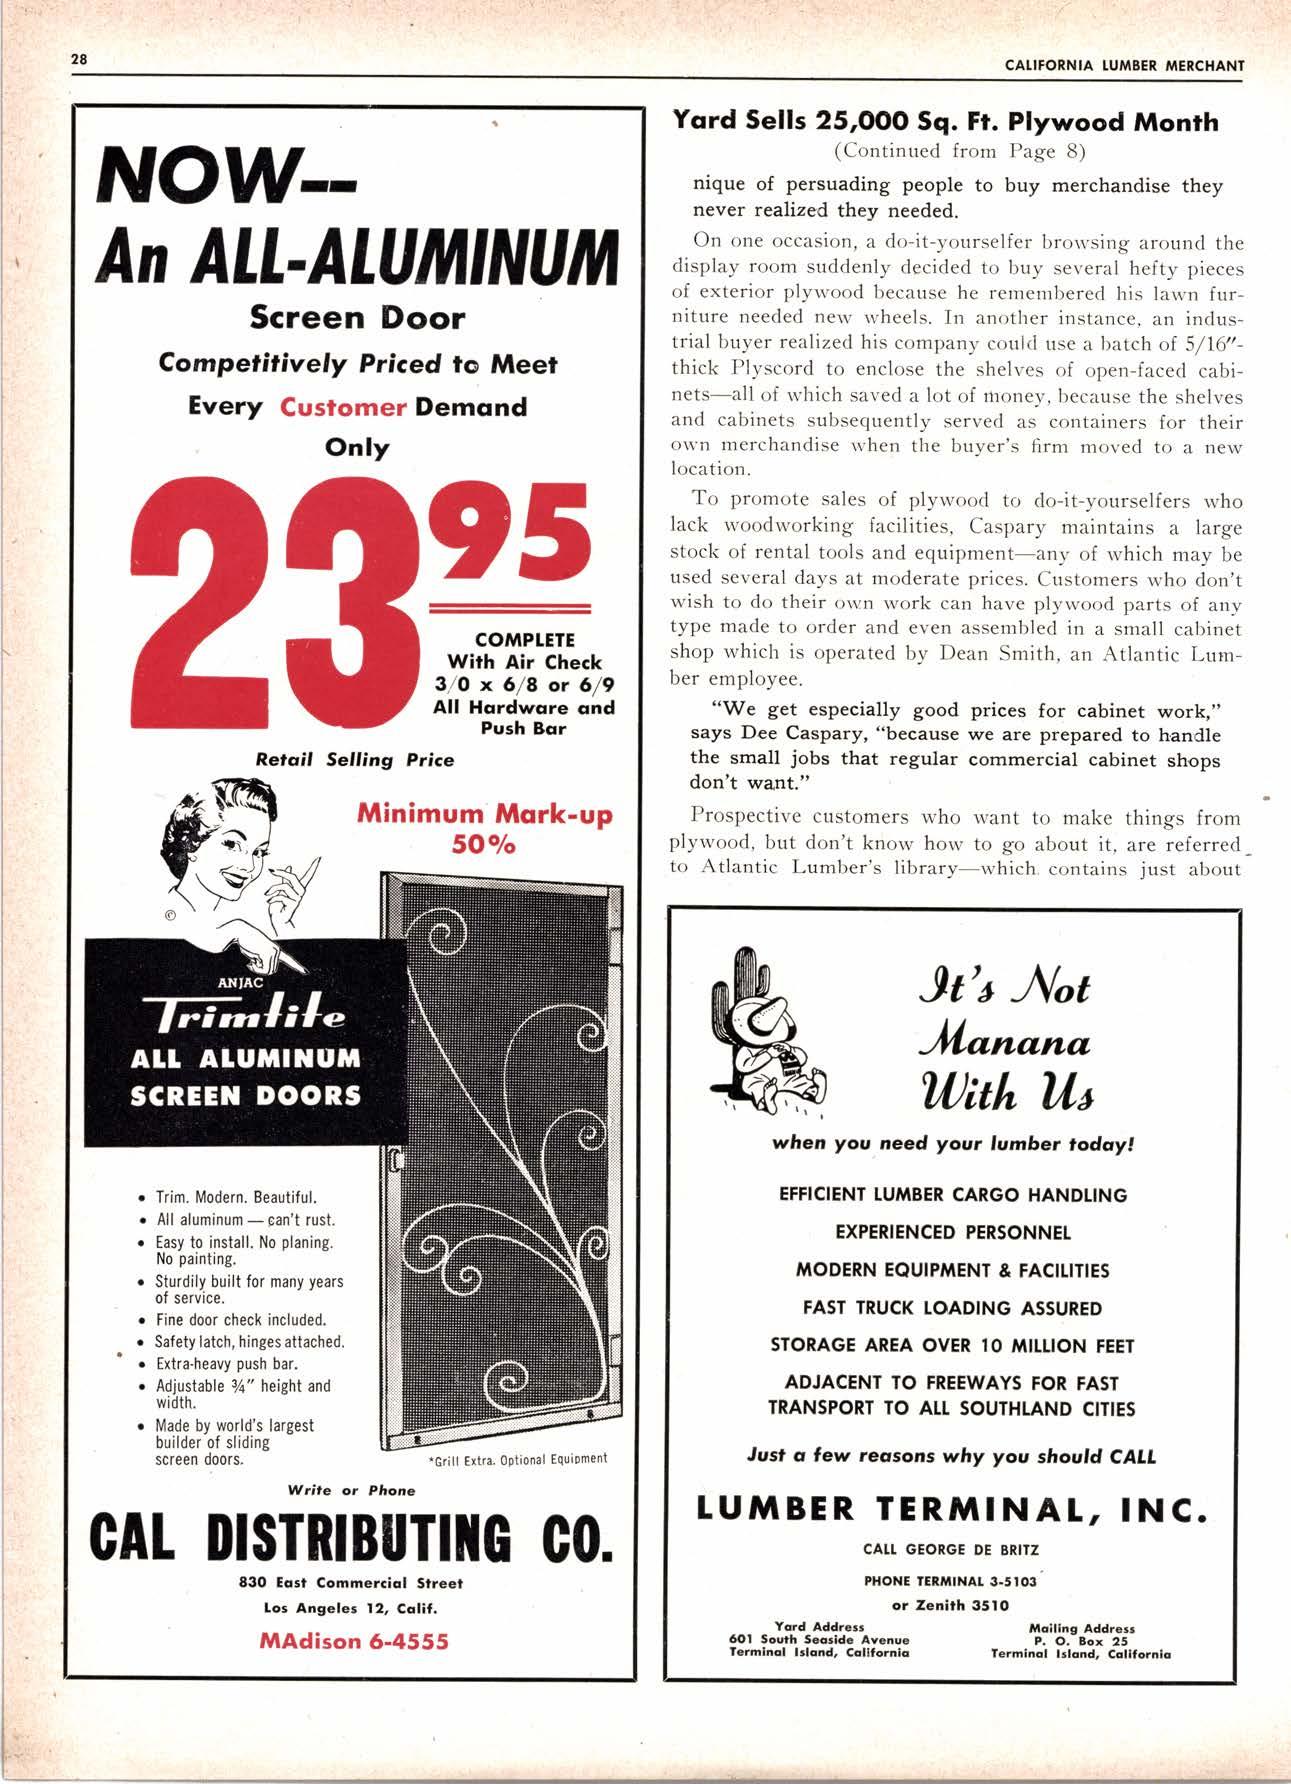 28
CALIFORNIA LUMBER MERCHANT
NOW--
An ALL-ALUMINUM
Screen Door
Competitively Priced to Meet
Every Customer Demand
Only
23 95
COMPLETE
With Air Check
3/0 x 6/8 or 6/9
All Hardware and
Push Bar
Retail Selling Price
Minimum Mark-up
50%
©
ANJAC
Trimtite
ALL ALUMINUM
SCREEN DOORS
• Trim. Modern. Beautiful.
• All aluminum — can't rust.
• Easy to install. No planing.
No painting.
• Sturdily built for many years
of service.
• Fine door check included.
• Safety latch, hinges attached.
• Extra-heavy push bar.
• Adjustable ¾" height and
width.
• Made by world's largest
builder of sliding
screen doors.
*Grill Extra. Optional Equipment
Write or Phone
CAL DISTRIBUTING CO.
830 East Commercial Street
Los Angeles 12, Calif.
MAdison 6-4555
Yard Sells 25,000 Sq. Ft. Plywood Month
(Continued from Page 8)
nique of persuading people to buy merchandise they
never realized they needed.
On one occasion, a do-it-yourselfer browsing around the
display room suddenly decided to buy several hefty pieces
of exterior plywood because he remembered his lawn fur-
niture needed new wheels. In another instance, an indus-
trial buyer realized his company could use a batch of 5/16"-
thick Plyscord to enclose the shelves of open-faced cabi-
nets—all of which saved a lot of money, because the shelves
and cabinets subsequently served as containers for their
own merchandise when the buyer's firm moved to a new
location.
To promote sales of plywood to do-it-yourselfers who
lack woodworking facilities, Caspary maintains a large
stock of rental tools and equipment—any of which may be
used several days at moderate prices. Customers who don't
wish to do their own work can have plywood parts of any
type made to order and even assembled in a small cabinet
shop which is operated by Dean Smith, an Atlantic Lum-
ber employee.
"We get especially good prices for cabinet work,"
says Dee Caspary, "because we are prepared to handle
the small jobs that regular commercial cabinet shops
don't want."
Prospective customers who want to make things from
plywood, but don't know how to go about it, are referred
to Atlantic Lumber's library—which contains just about
It's Not
Manana
With Us
when you need your lumber today!
EFFICIENT LUMBER CARGO HANDLING
EXPERIENCED PERSONNEL
MODERN EQUIPMENT & FACILITIES
FAST TRUCK LOADING ASSURED
STORAGE AREA OVER 10 MILLION FEET
ADJACENT TO FREEWAYS FOR FAST
TRANSPORT TO ALL SOUTHLAND CITIES
Just a few reasons why you should CALL
LUMBER TERMINAL, INC.
CALL GEORGE DE BRITZ
PHONE TERMINAL 3-5103
or Zenith 3510
Yard Address
601 South Seaside Avenue
Terminal Island, California
Mailing Address
P. O. Box 25
Terminal Island, California